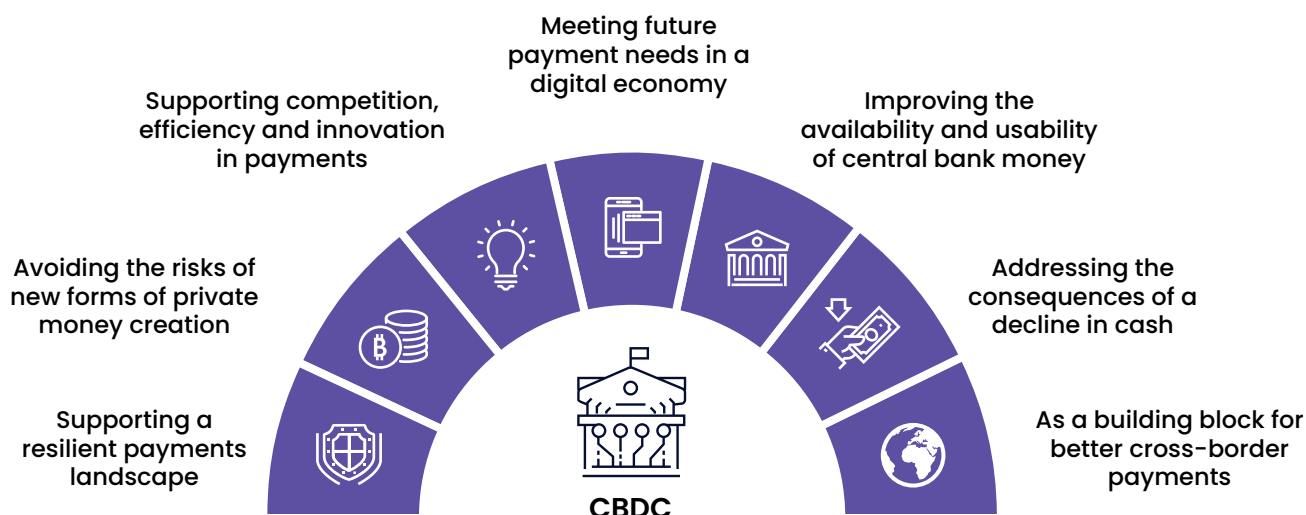 Meeting future
payment needs in a
digital economy
Supporting competition,
efficiency and innovation
in payments
Improving the
availability and usability
of central bank money
Avoiding the risks of
new forms of private
money creation
Addressing the
consequences of a
decline in cash
Supporting a
resilient payments
landscape
As a building block for
better cross-border
payments
CBDC